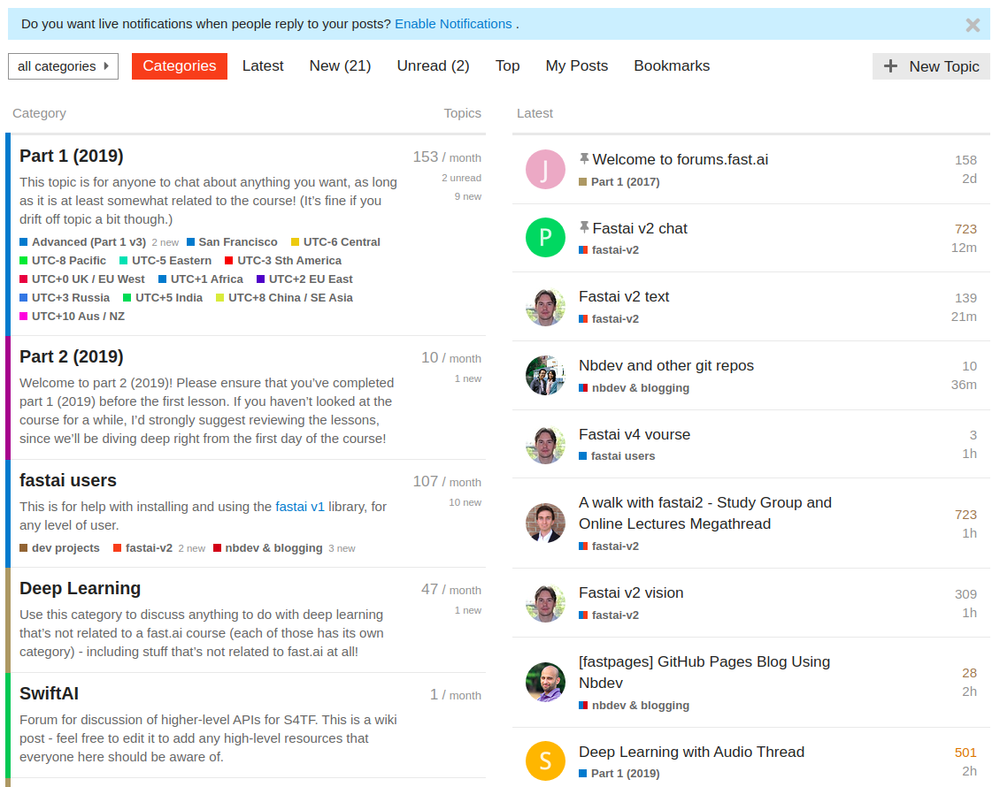 Do you want live notifications when people reply to your posts? Enable Notifications .
all categories
Categories
Latest
New (21)
Unread (2)
Top
My Posts
Bookmarks
New Topic
Category
Topics
Part 1 (2019)
153 / month
This topic is for anyone to chat about anything you want, as long
2 unread
as it is at least somewhat related to the course! (It's fine if you
9 new
drift off topic a bit though.)
Advanced (Part 1 v3) 2 new San Francisco UTC-6 Central
UTC-8 Pacific UTC-5 Eastern UTC-3 Sth America
UTC+0 UK / EU West UTC+1 Africa UTC+2 EU East
UTC+3 Russia UTC+5 India UTC+8 China / SE Asia
UTC+10 Aus / NZ
Part 2 (2019)
10 / month
Welcome to part 2 (2019)! Please ensure that you've completed
1 new
part 1 (2019) before the first lesson. If you haven't looked at the
course for a while, I'd strongly suggest reviewing the lessons,
since we'll be diving deep right from the first day of the course!
fastai users
107 / month
This is for help with installing and using the fastai v1 library, for
10 new
any level of user.
dev projects fastai-v2 2 new nbdev & blogging 3 new
Deep Learning
47 / month
Use this category to discuss anything to do with deep learning
1 new
that's not related to a fast.ai course (each of those has its own
category) - including stuff that's not related to fast.ai at all!
SwiftAI
1 / month
Forum for discussion of higher-level APIs for S4TF. This is a wiki
post - feel free to edit it to add any high-level resources that
everyone here should be aware of.
Latest
J
Welcome to forums.fast.ai
158
Part 1 (2017)
2d
P
Fastai v2 chat
723
fastai-v2
12m
Fastai v2 text
139
fastai-v2
21m
Nbdev and other git repos
10
nbdev & blogging
36m
Fastai v4 vourse
3
fastai users
1h
A walk with fastai2 - Study Group and
Online Lectures Megathread
723
fastai-v2
1h
Fastai v2 vision
309
fastai-v2
1h
[fastpages] GitHub Pages Blog Using
Nbdev
28
nbdev & blogging
2h
S
Deep Learning with Audio Thread
501
Part 1 (2019)
2h